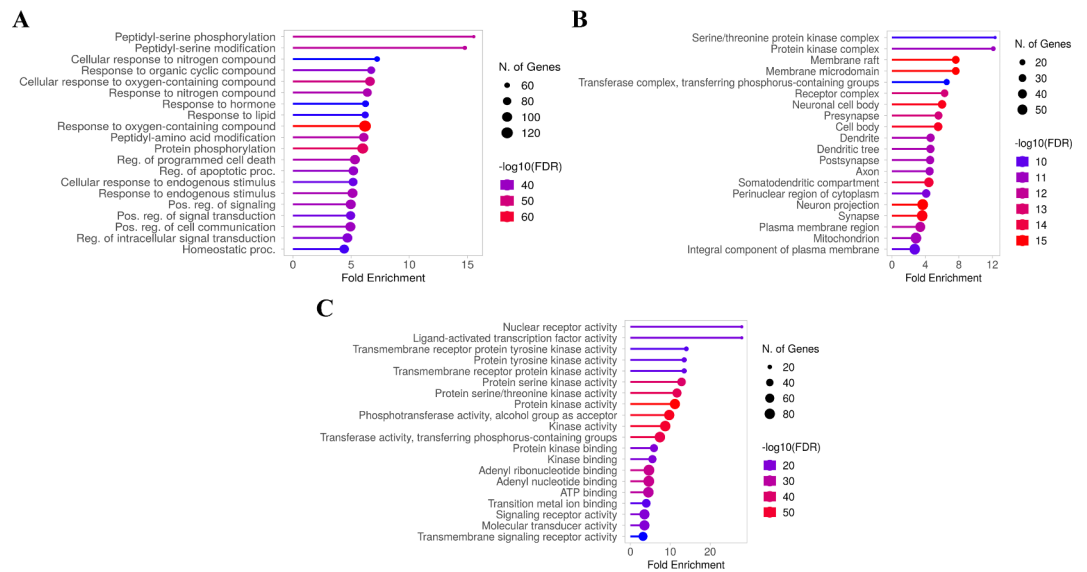 A
Peptidyl-serine phosphorylation
Peptidyl-serine modification
Cellular response to nitrogen compound
Response to organic cyclic compound
Cellular response to oxygen-containing compound
Response to nitrogen compound
Response to hormone
Response to lipid
Response to oxygen-containing compound
Peptidyl-amino acid modification
Protein phosphorylation
Reg. of programmed cell death
Reg. of apoptotic proc.
Cellular response to endogenous stimulus
Response to endogenous stimulus
Pos. reg. of signaling
Pos. reg. of signal transduction
Pos. reg. of cell communication
Reg. of intracellular signal transduction
Homeostatic proc.
0 5 10 15
Fold Enrichment
N. of Genes
60
80
100
120
-log10(FDR)
40
50
60
B
Serine/threonine protein kinase complex
Protein kinase complex
Membrane raft
Membrane microdomain
Transferase complex, transferring phosphorus-containing groups
Receptor complex
Neuronal cell body
Presynapse
Cell body
Dendrite
Dendritic tree
Postsynapse
Axon
Somatodendritic compartment
Perinuclear region of cytoplasm
Neuron projection
Synapse
Plasma membrane region
Mitochondrion
Integral component of plasma membrane
0 4 8 12
Fold Enrichment
N. of Genes
20
30
40
50
-log10(FDR)
10
11
12
13
14
15
C
Nuclear receptor activity
Ligand-activated transcription factor activity
Transmembrane receptor protein tyrosine kinase activity
Protein tyrosine kinase activity
Transmembrane receptor protein kinase activity
Protein serine kinase activity
Protein serine/threonine kinase activity
Protein kinase activity
Phosphotransferase activity, alcohol group as acceptor
Kinase activity
Transferase activity, transferring phosphorus-containing groups
Protein kinase binding
Kinase binding
Adenyl ribonucleotide binding
Adenyl nucleotide binding
ATP binding
Transition metal ion binding
Signaling receptor activity
Molecular transducer activity
Transmembrane signaling receptor activity
0 10 20
Fold Enrichment
N. of Genes
20
40
60
80
-log10(FDR)
20
30
40
50